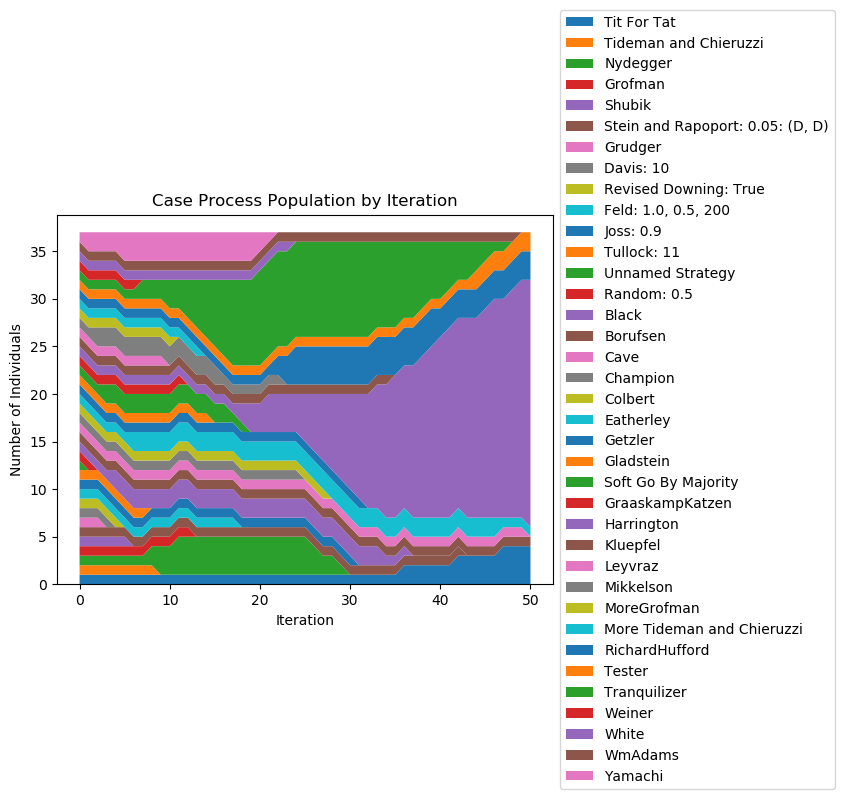 Case Process Population by Iteration
Number of Individuals
35
30
25
20
15
10
5
0
0 10 20 30 40 50
Iteration
Tit For Tat
Tideman and Chieruzzi
Nydegger
Grofman
Shubik
Stein and Rapoport: 0.05: (D, D)
Grudger
Davis: 10
Revised Downing: True
Feld: 1.0, 0.5, 200
Joss: 0.9
Tullock: 11
Unnamed Strategy
Random: 0.5
Black
Borufsen
Cave
Champion
Colbert
Eatherley
Getzler
Gladstein
Soft Go By Majority
GraaskampKatzen
Harrington
Kluepfel
Leyvraz
Mikkelson
MoreGrofman
More Tideman and Chieruzzi
RichardHufford
Tester
Tranquilizer
Weiner
White
WmAdams
Yamachi